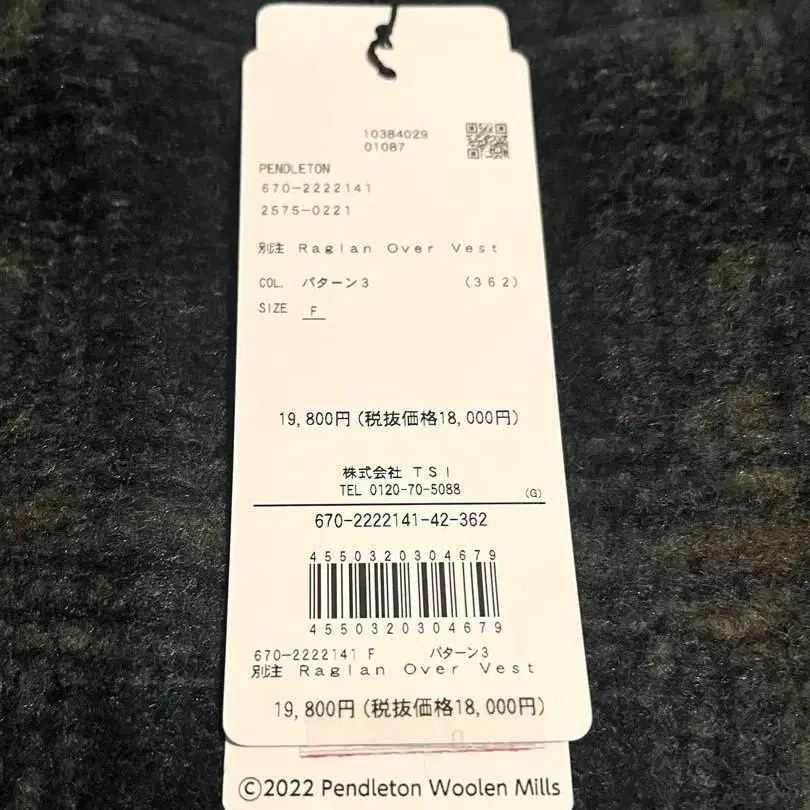 10384029
01087
PENDLETON
670-2222141
2575-0221
別注 Raglan Over Vest
COL. パターン3 (362)
SIZE F
19,800円(税抜価格18,000円)
株式会社 TSI
TEL 0120-70-5088 (G)
670-2222141-42-362
4550320304679
4550320304679
670-2222141 F パターン3
別注 Raglan Over Vest
19,800円(税抜価格18,000円)
©2022 Pendleton Woolen Mills